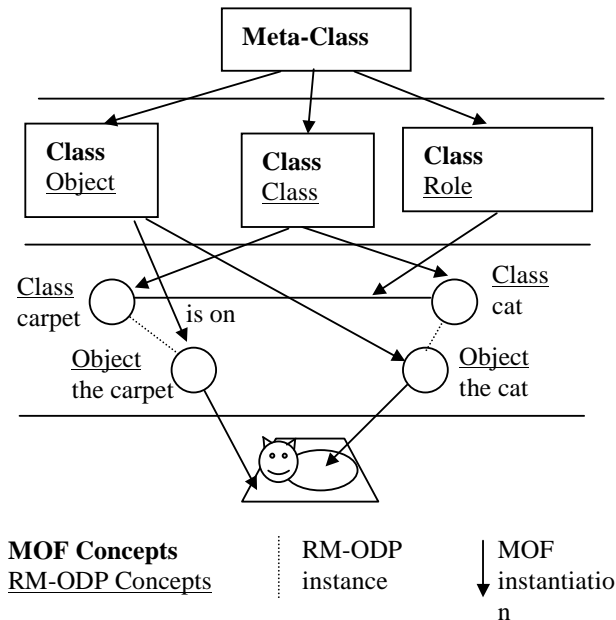 Meta-Class
Class
Object
Class
Class
Class
Role
Class
carpet
is on
Class
cat
Object
the carpet
Object
the cat
MOF Concepts
RM-ODP Concepts
RM-ODP
instance
MOF
instantiatio
n